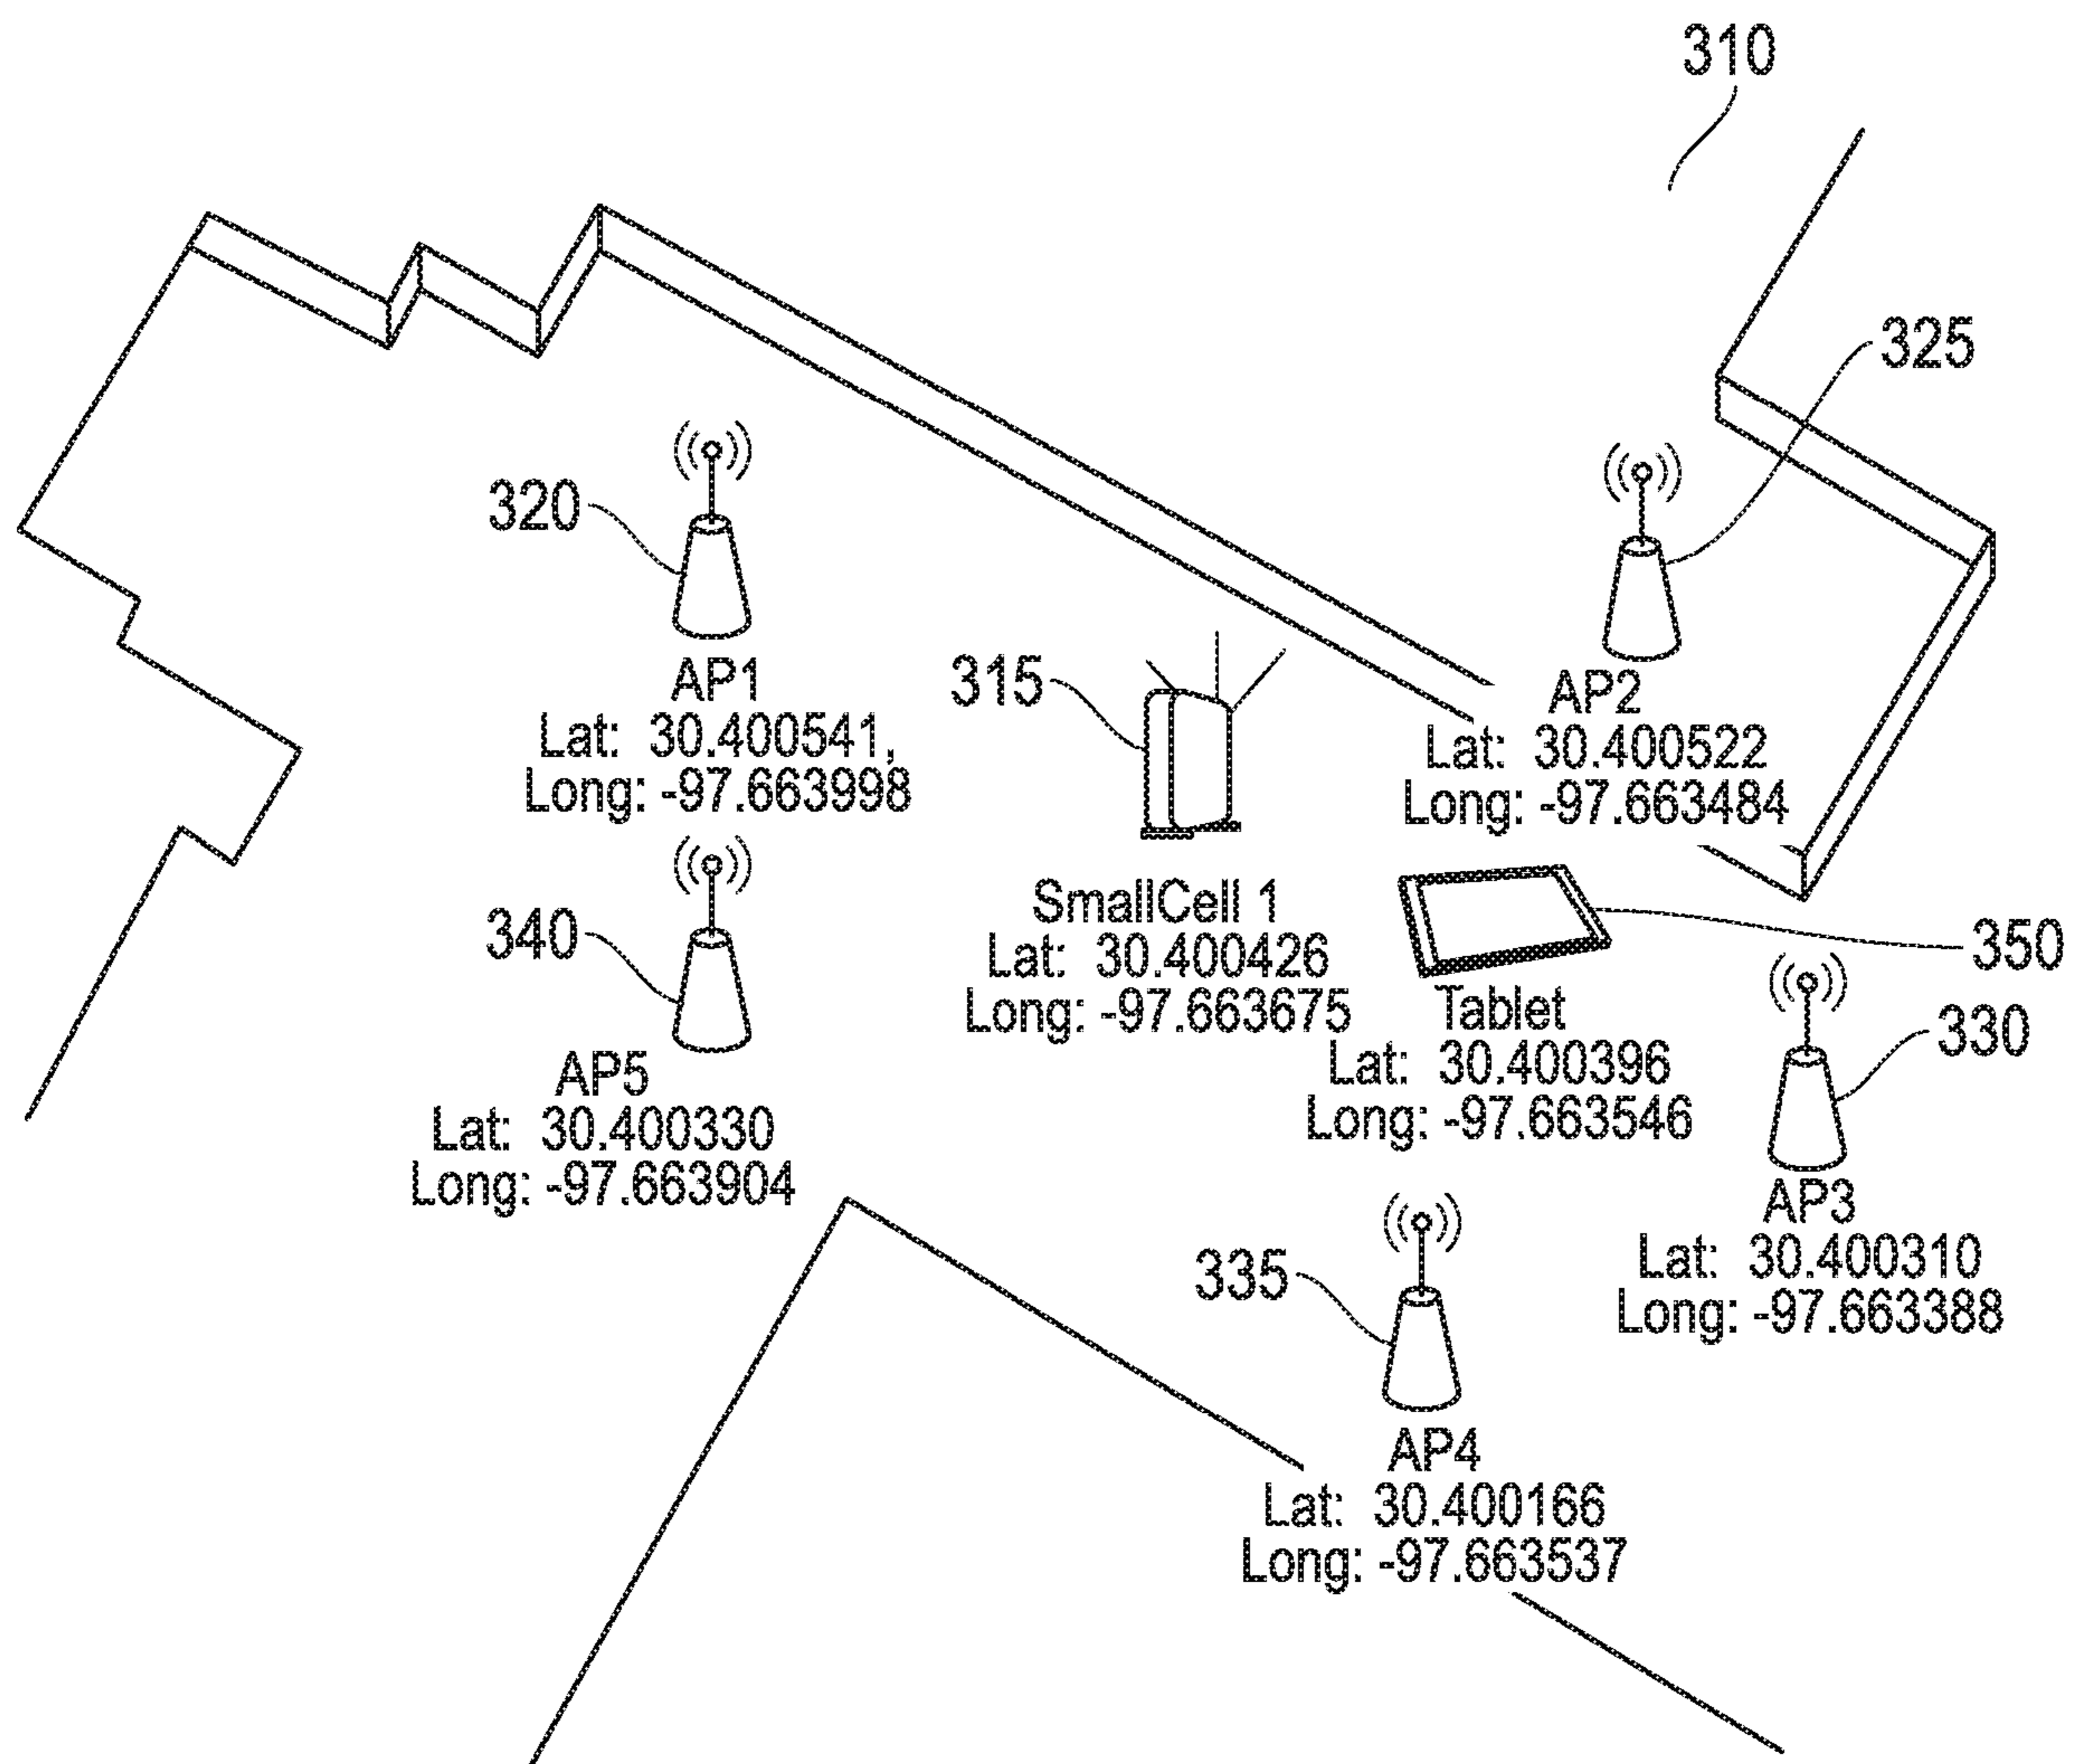 310
325
320
AP1
Lat: 30.400541,
Long: -97.663998
315
AP2
Lat: 30.400522
Long: -97.663484
340
SmallCell 1
Lat: 30.400426
Long: -97.663675
350
Tablet
Lat: 30.400396
Long: -97.663546
330
AP5
Lat: 30.400330
Long: -97.663904
AP3
Lat: 30.400310
Long: -97.663388
335
AP4
Lat: 30.400166
Long: -97.663537